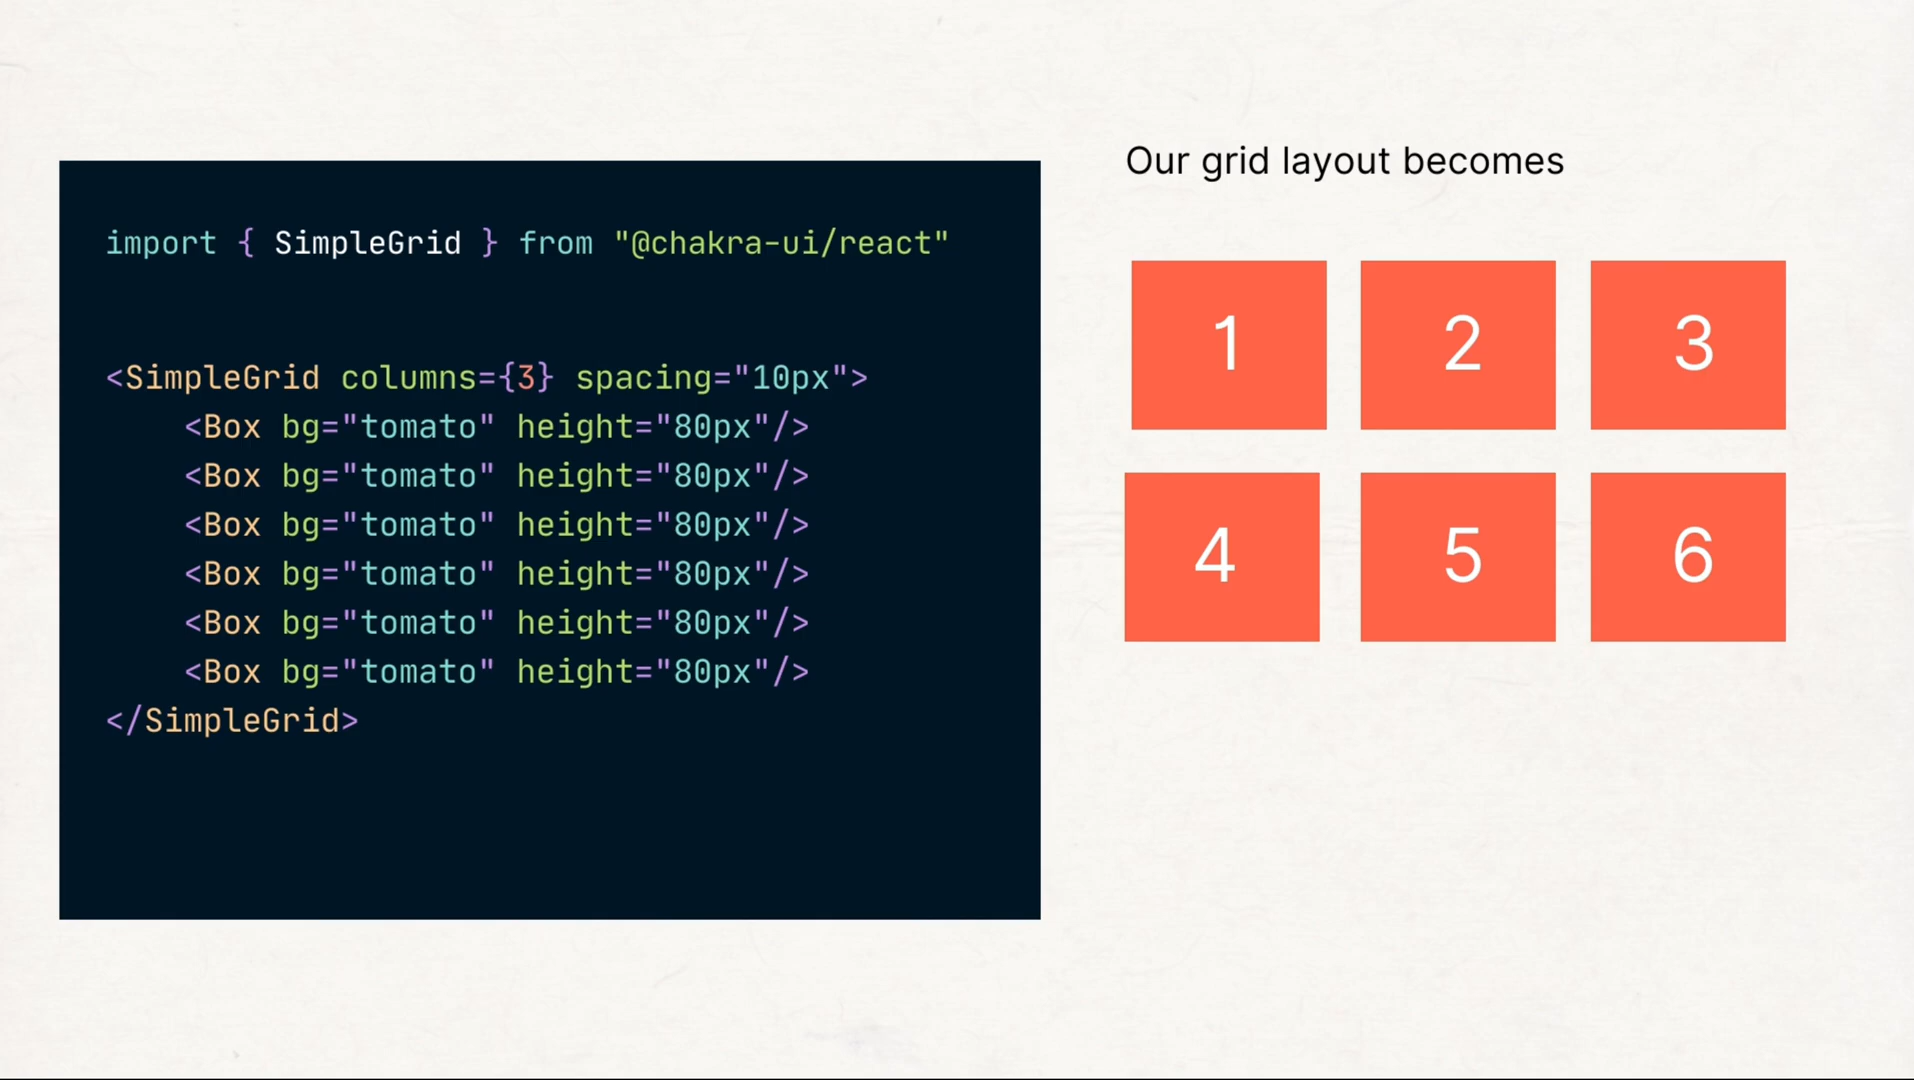 import { SimpleGrid } from "@chakra-ui/react"
<SimpleGrid columns={3} spacing="10px">
    <Box bg="tomato" height="80px"/>
    <Box bg="tomato" height="80px"/>
    <Box bg="tomato" height="80px"/>
    <Box bg="tomato" height="80px"/>
    <Box bg="tomato" height="80px"/>
    <Box bg="tomato" height="80px"/>
</SimpleGrid>
Our grid layout becomes
1 2 3
4 5 6